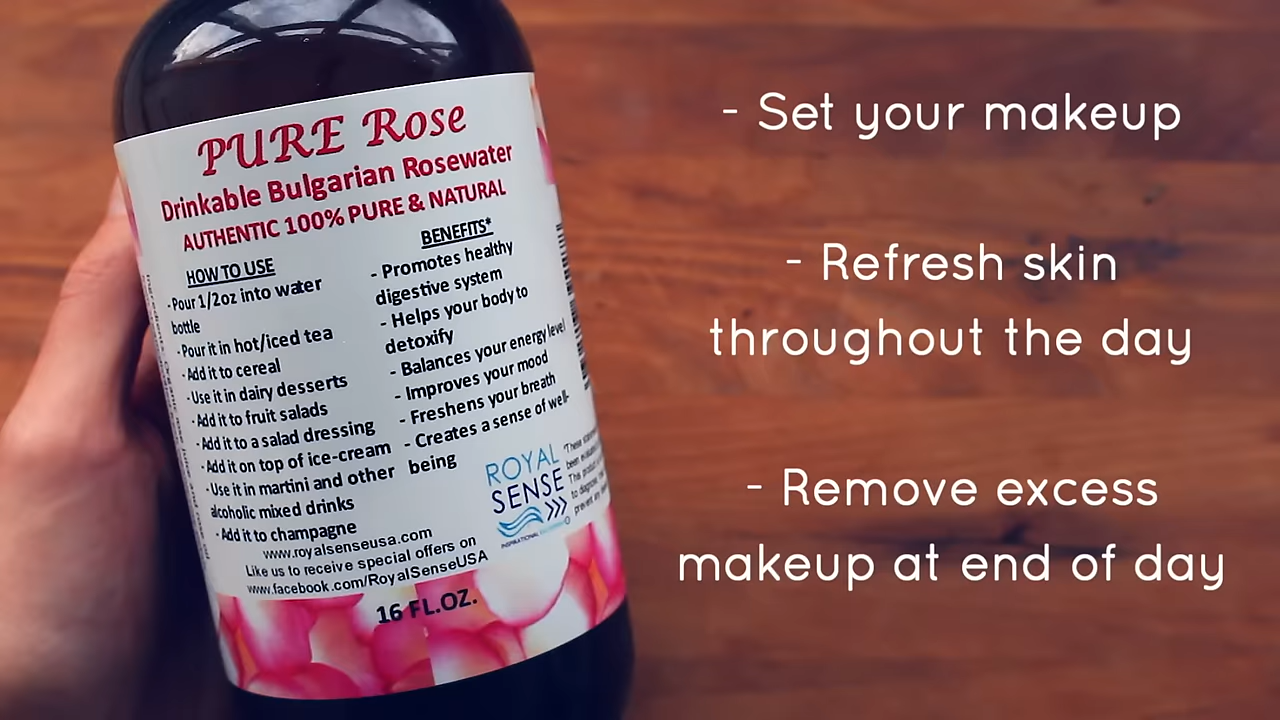 PURE Rose
Drinkable Bulgarian Rosewater
AUTHENTIC 100% PURE & NATURAL
HOW TO USE
- Pour 1/2oz into water
bottle
- Pour it in hot/iced tea
- Add it to cereal
- Use it in dairy desserts
- Add it to fruit salads
- Add it to a salad dressing
- Add it on top of ice-cream
- Use it in martini and other
alcoholic mixed drinks
- Add it to champagne
BENEFITS*
- Promotes healthy
digestive system
- Helps your body to
detoxify
- Balances your energy level
- Improves your mood
- Freshens your breath
- Creates a sense of well-
being
ROYAL
SENSE
www.royalsenseusa.com
Like us to receive special offers on
www.facebook.com/RoyalSenseUSA
16 FL.OZ.
- Set your makeup
- Refresh skin
throughout the day
- Remove excess
makeup at end of day